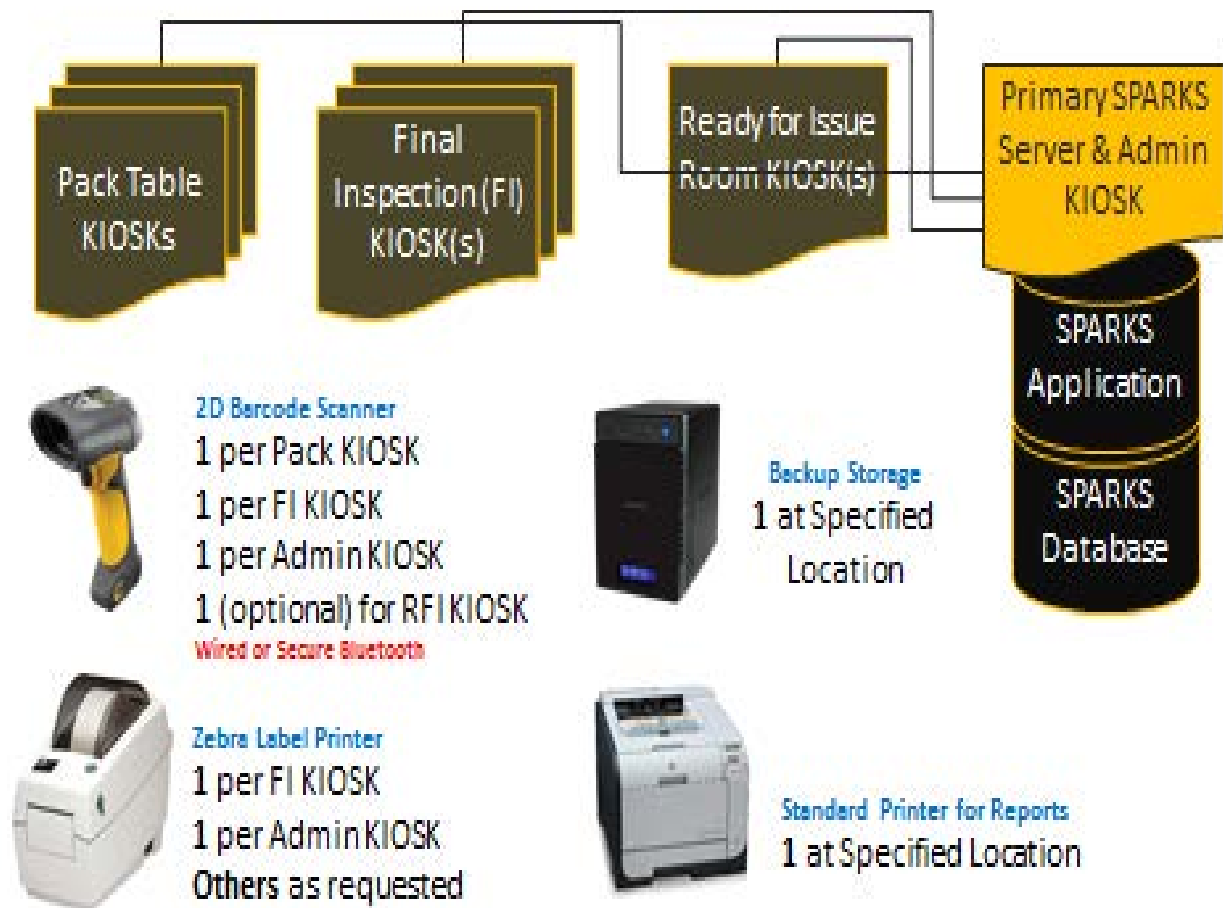 Pack Table
KIOSKs
Final
Inspection (FI)
KIOSK(s)
Ready for Issue
Room KIOSK(s)
Primary SPARKS
Server & Admin
KIOSK
SPARKS
Application
SPARKS
Database
2D Barcode Scanner
1 per Pack KIOSK
1 per FI KIOSK
1 per Admin KIOSK
1 (optional) for RFI KIOSK
Wired or Secure Bluetooth
Backup Storage
1 at Specified
Location
Zebra Label Printer
1 per FI KIOSK
1 per Admin KIOSK
Others as requested
Standard Printer for Reports
1 at Specified Location